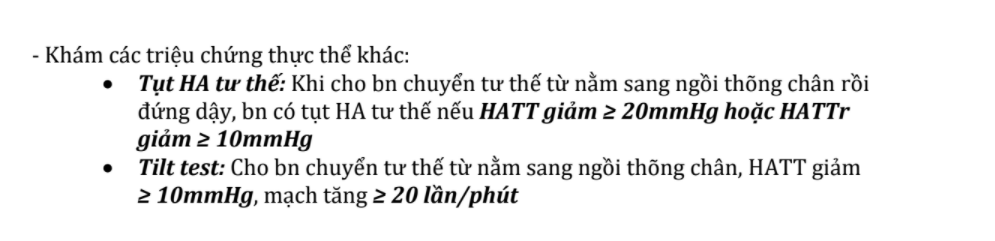 - Khám các triệu chứng thực thể khác:
• Tụt HA tư thế: Khi cho bn chuyển tư thế từ nằm sang ngồi thõng chân rồi
đứng dậy, bn có tụt HA tư thế nếu HATT giảm ≥ 20mmHg hoặc HATTr
giảm ≥ 10mmHg
• Tilt test: Cho bn chuyển tư thế từ nằm sang ngồi thõng chân, HATT giảm
≥ 10mmHg, mạch tăng ≥ 20 lần/phút